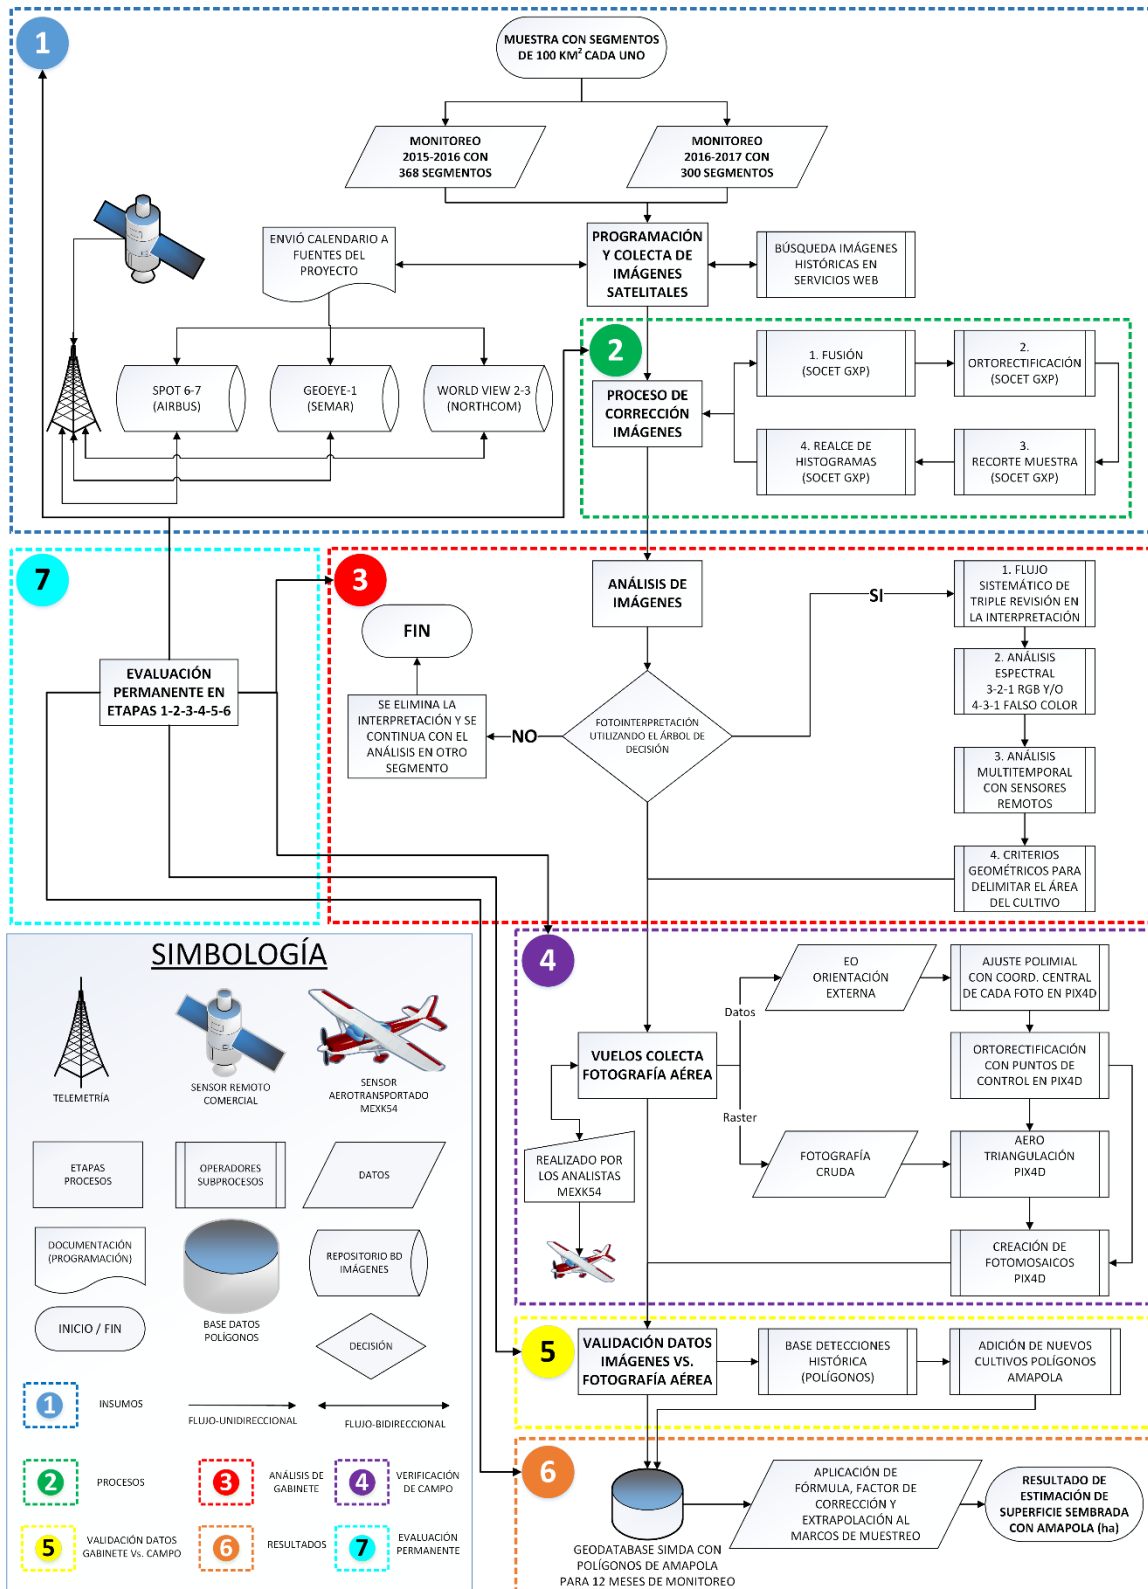 1
MUESTRA CON SEGMENTOS
DE 100 KM² CADA UNO
MONITOREO
2015-2016 CON
368 SEGMENTOS
MONITOREO
2016-2017 CON
300 SEGMENTOS
ENVIÓ CALENDARIO A
FUENTES DEL
PROYECTO
PROGRAMACIÓN
Y COLECTA DE
IMÁGENES
SATELITALES
BÚSQUEDA IMÁGENES
HISTÓRICAS EN
SERVICIOS WEB
SPOT 6-7
(AIRBUS)
GEOEYE-1
(SEMAR)
WORLD VIEW 2-3
(NORTHCOM)
2
PROCESO DE
CORRECCIÓN
IMÁGENES
1. FUSIÓN
(SOCET GXP)
2.
ORTORECTIFICACIÓN
(SOCET GXP)
4. REALCE DE
HISTOGRAMAS
(SOCET GXP)
3.
RECORTE MUESTRA
(SOCET GXP)
7
EVALUACIÓN
PERMANENTE EN
ETAPAS 1-2-3-4-5-6
3
ANÁLISIS DE
IMÁGENES
FIN
SE ELIMINA LA
INTERPRETACIÓN Y SE
CONTINUA CON EL
ANÁLISIS EN OTRO
SEGMENTO
NO
FOTOINTERPRETACIÓN
UTILIZANDO EL ÁRBOL DE
DECISIÓN
SI
1. FLUJO
SISTEMÁTICO DE
TRIPLE REVISIÓN EN
LA INTERPRETACIÓN
2. ANÁLISIS
ESPECTRAL
3-2-1 RGB Y/O
4-3-1 FALSO COLOR
3. ANÁLISIS
MULTITEMPORAL
CON SENSORES
REMOTOS
4. CRITERIOS
GEOMÉTRICOS PARA
DELIMITAR EL ÁREA
DEL CULTIVO
4
VUELOS COLECTA
FOTOGRAFÍA AÉREA
REALIZADO POR
LOS ANALISTAS
MEXK54
Datos
Raster
EO
ORIENTACIÓN
EXTERNA
AJUSTE POLIMIAL
CON COORD. CENTRAL
DE CADA FOTO EN PIX4D
ORTORECTIFICACIÓN
CON PUNTOS DE
CONTROL EN PIX4D
FOTOGRAFÍA
CRUDA
AERO
TRIANGULACIÓN
PIX4D
CREACIÓN DE
FOTOMOSAICOS
PIX4D
5
VALIDACIÓN DATOS
IMÁGENES VS.
FOTOGRAFÍA AÉREA
BASE DETECCIONES
HISTÓRICA
(POLÍGONOS)
ADICIÓN DE NUEVOS
CULTIVOS POLÍGONOS
AMAPOLA
6
GEODATABASE SIMDA CON
POLÍGONOS DE AMAPOLA
PARA 12 MESES DE MONITOREO
APLICACIÓN DE
FÓRMULA, FACTOR DE
CORRECCIÓN Y
EXTRAPOLACIÓN AL
MARCOS DE MUESTREO
RESULTADO DE
ESTIMACIÓN DE
SUPERFICIE SEMBRADA
CON AMAPOLA (ha)
SIMBOLOGÍA
TELEMETRÍA
SENSOR REMOTO
COMERCIAL
SENSOR
AEROTRANSPORTADO
MEXK54
ETAPAS
PROCESOS
OPERADORES
SUBPROCESOS
DATOS
DOCUMENTACIÓN
(PROGRAMACIÓN)
BASE DATOS
POLÍGONOS
REPOSITORIO BD
IMÁGENES
INICIO / FIN
DECISIÓN
1
INSUMOS
FLUJO-UNIDIRECCIONAL
FLUJO-BIDIRECCIONAL
2
PROCESOS
3
ANÁLISIS DE
GABINETE
4
VERIFICACIÓN
DE CAMPO
5
VALIDACIÓN DATOS
GABINETE Vs. CAMPO
6
RESULTADOS
7
EVALUACIÓN
PERMANENTE